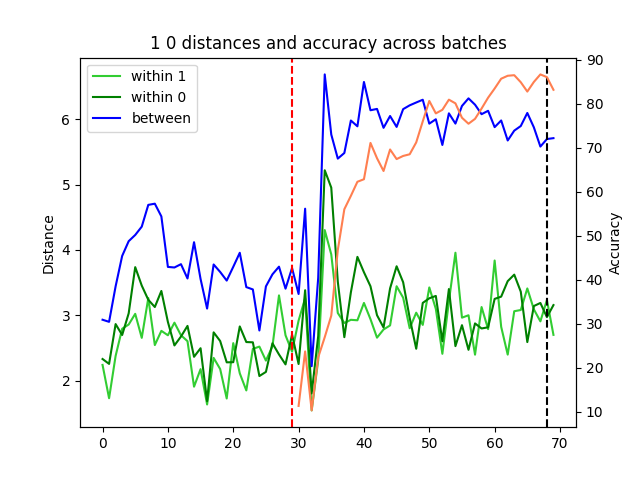 1 0 distances and accuracy across batches
within 1
within 0
between
Distance
Accuracy
6
5
4
3
2
90
80
70
60
50
40
30
20
10
0 10 20 30 40 50 60 70